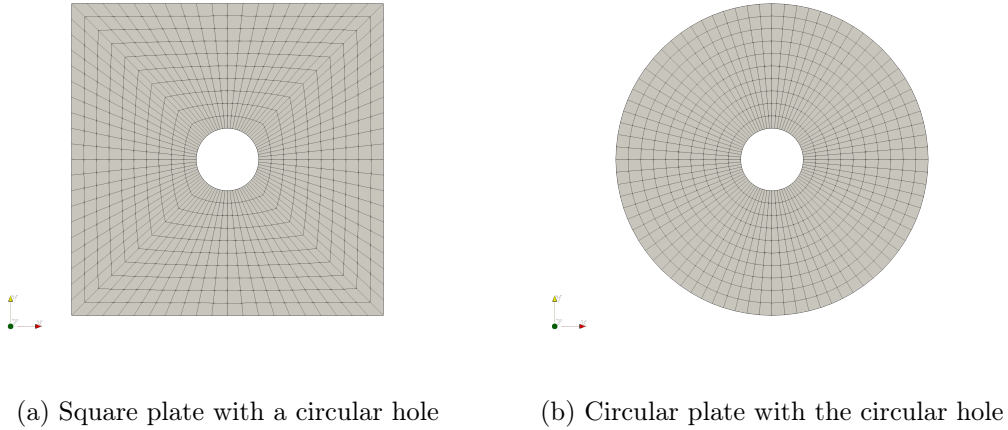 (a) Square plate with a circular hole
(b) Circular plate with the circular hole